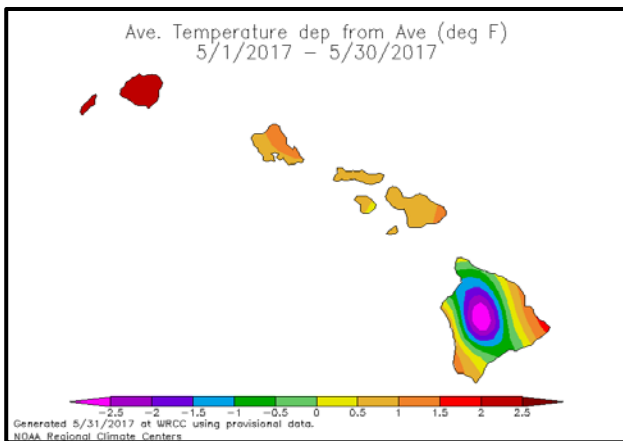 Ave. Temperature dep from Ave (deg F)
5/1/2017 – 5/30/2017
-2.5 -2 -1.5 -1 -0.5 0 0.5 1 1.5 2 2.5
Generated 5/31/2017 at WRCC using provisional data.
NOAA Regional Climate Centers